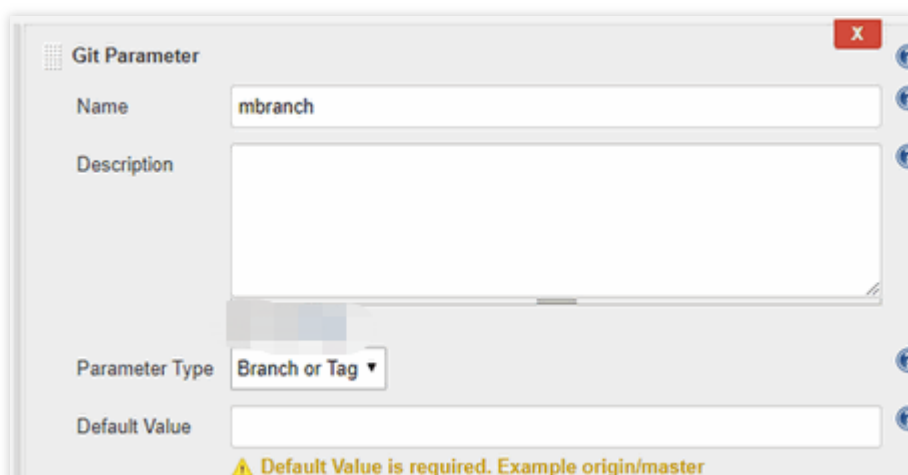 X
Git Parameter
Name
mbranch
Description
Parameter Type
Branch or Tag
Default Value
Default Value is required. Example origin/master